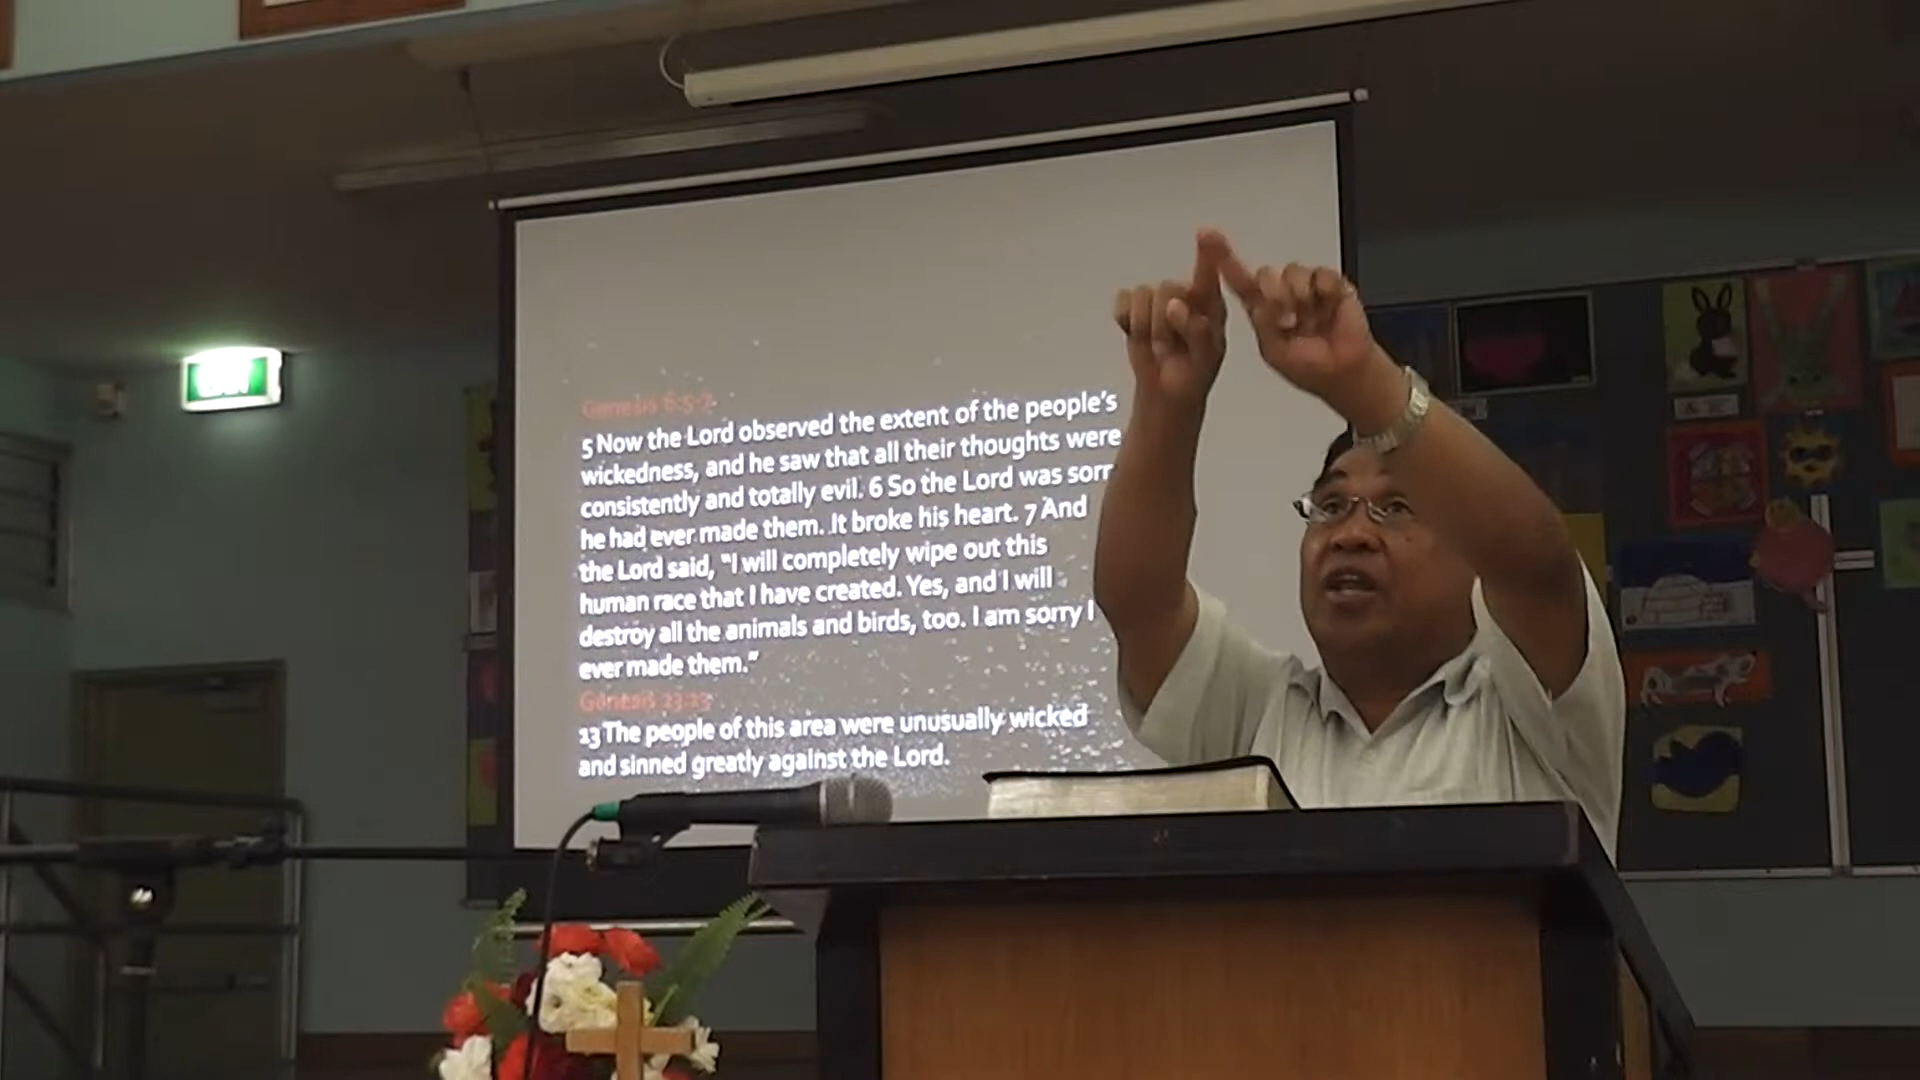 Genesis 6:5-7
5 Now the Lord observed the extent of the people's
wickedness, and he saw that all their thoughts were
consistently and totally evil. 6 So the Lord was sorr
he had ever made them. It broke his heart. 7 And
the Lord said, "I will completely wipe out this
human race that I have created. Yes, and I will
destroy all the animals and birds, too. I am sorry I
ever made them."
Genesis 13:13
13 The people of this area were unusually wicked
and sinned greatly against the Lord.